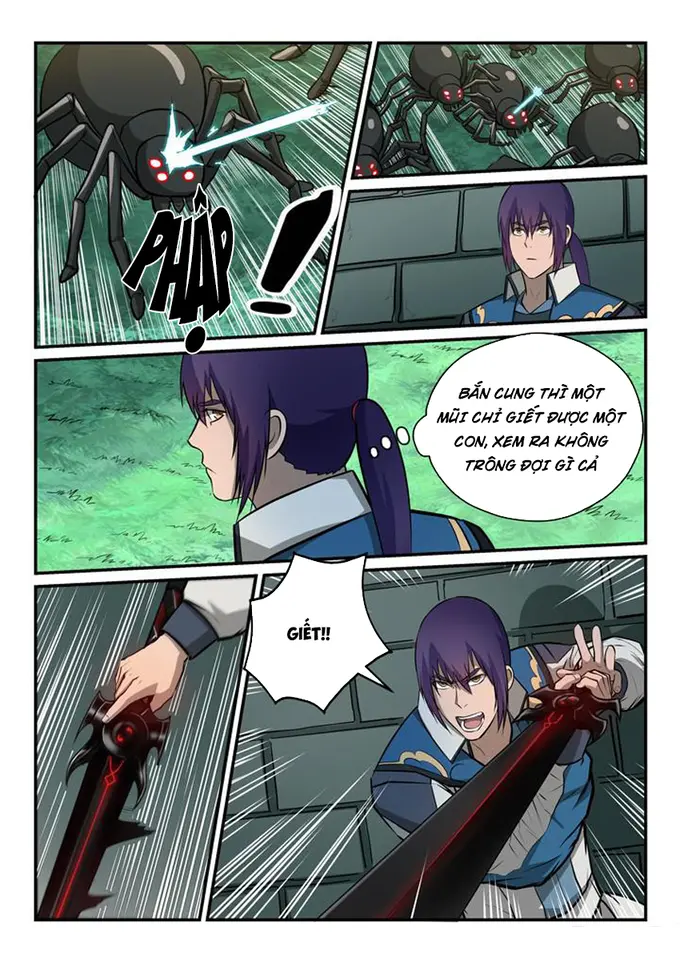 PHẬP!
BẮN CUNG THÌ MỘT
MŨI CHỈ GIẾT ĐƯỢC MỘT
CON, XEM RA KHÔNG
TRÔNG ĐỢI GÌ CẢ
GIẾT!!